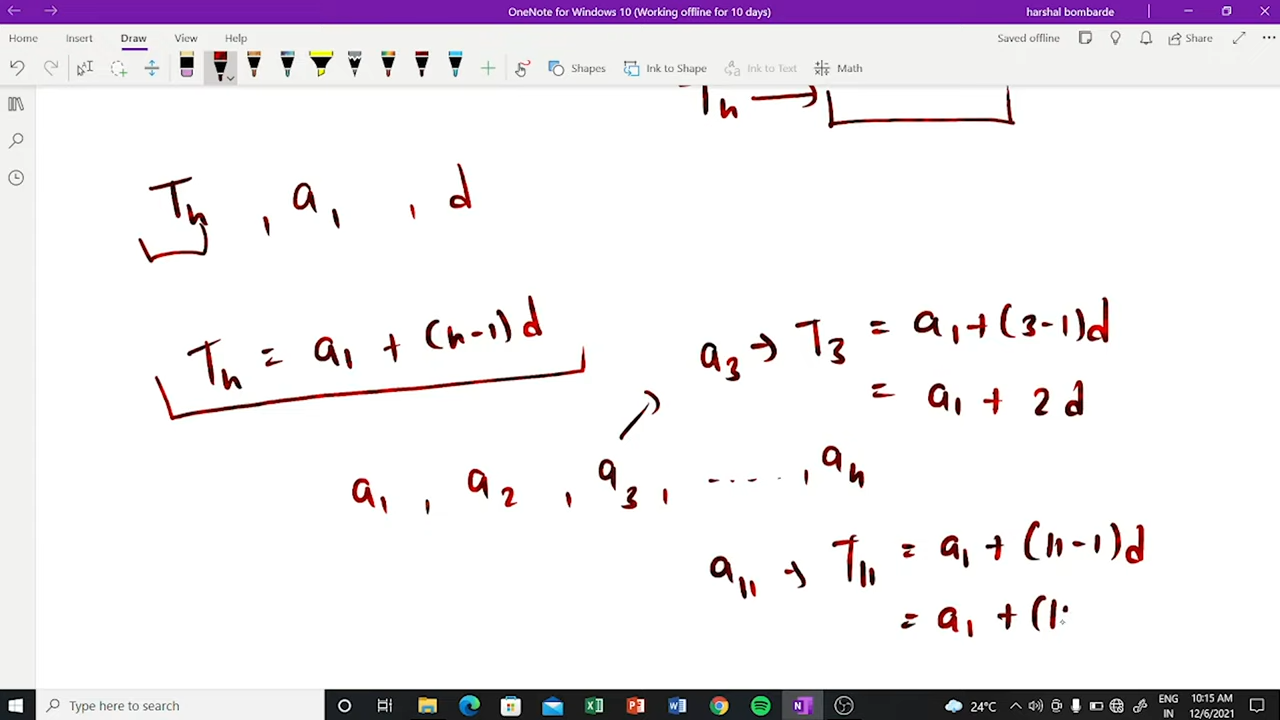 OneNote for Windows 10 (Working offline for 10 days)
harshal bombarde
Home Insert Draw View Help
Saved offline
Share
Shapes
Ink to Shape
Ink to Text
Math
Tn →
Tn , a1 , d
Tn = a1 + (n-1)d
a3 → T3 = a1 + (3-1)d
= a1 + 2d
a1 , a2 , a3 , ....., an
a11 → T11 = a1 + (11-1)d
= a1 + (1
Type here to search
24°C
ENG
IN
10:15 AM
12/6/2021